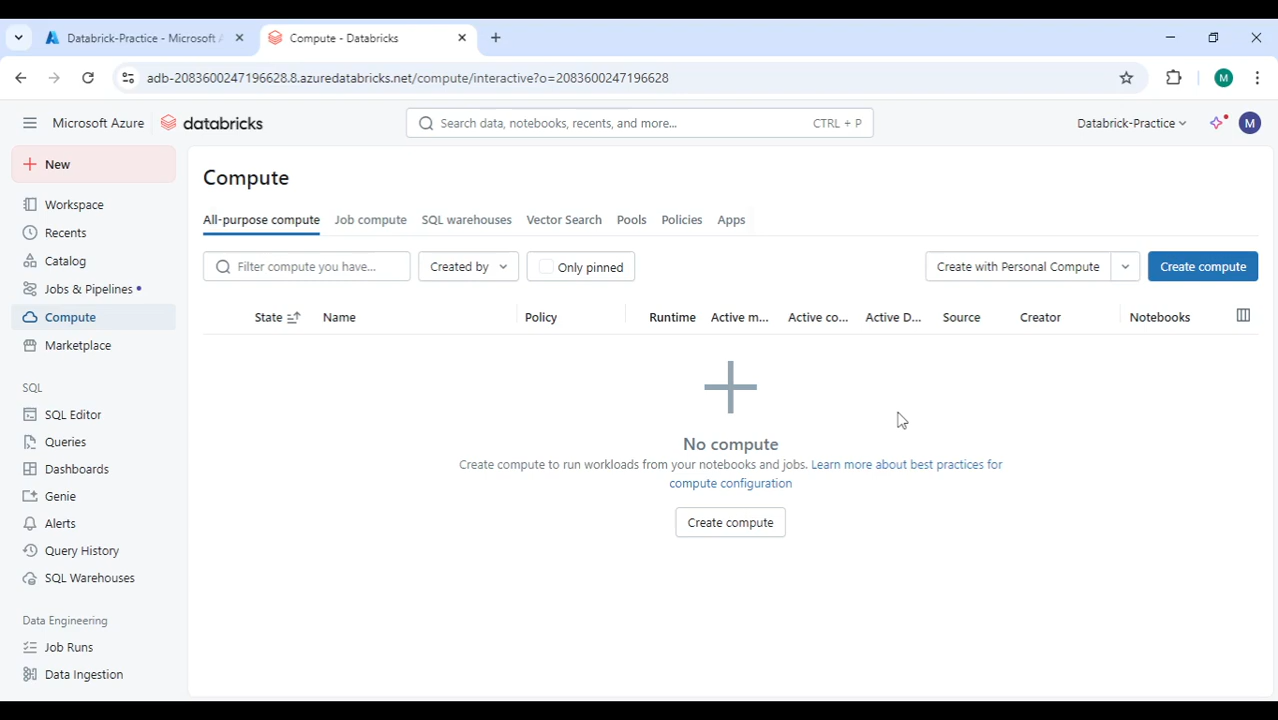 Databrick-Practice - Microsoft A
Compute - Databricks
adb-2083600247196628.8.azuredatabricks.net/compute/interactive?o=2083600247196628
M
Microsoft Azure
databricks
Search data, notebooks, recents, and more...
CTRL + P
Databrick-Practice
M
New
Workspace
Recents
Catalog
Jobs & Pipelines
Compute
Marketplace
SQL
SQL Editor
Queries
Dashboards
Genie
Alerts
Query History
SQL Warehouses
Data Engineering
Job Runs
Data Ingestion
Compute
All-purpose compute
Job compute
SQL warehouses
Vector Search
Pools
Policies
Apps
Filter compute you have...
Created by
Only pinned
Create with Personal Compute
Create compute
State
Name
Policy
Runtime
Active m...
Active co...
Active D...
Source
Creator
Notebooks
No compute
Create compute to run workloads from your notebooks and jobs. Learn more about best practices for
compute configuration
Create compute